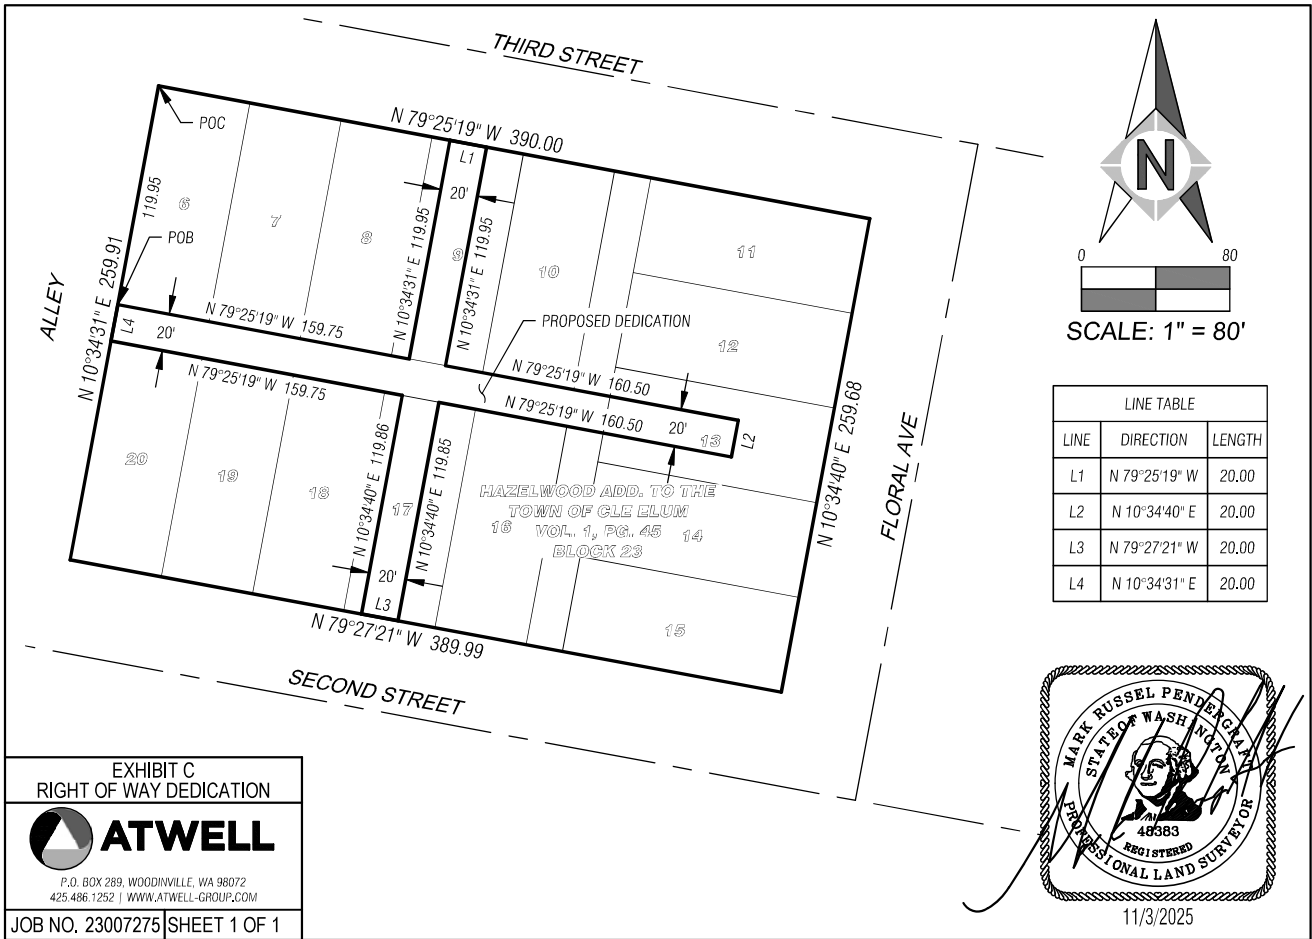 THIRD STREET
N 79°25'19" W 390.00
POC
L1
20'
119.95
6
7
8
9
10
11
12
POB
N 10°34'31" E 119.95
N 10°34'31" E 119.95
ALLEY
N 10°34'31" E 259.91
L4
20'
N 79°25'19" W 159.75
PROPOSED DEDICATION
N 79°25'19" W 160.50
N 79°25'19" W 159.75
N 79°25'19" W 160.50
20'
13
L2
N 10°34'40" E 259.68
FLORAL AVE
20
19
18
17
N 10°34'40" E 119.86
N 10°34'40" E 119.85
HAZELWOOD ADD. TO THE
TOWN OF CLE ELUM
VOL. 1, PG. 45
BLOCK 23
16
14
15
20'
L3
N 79°27'21" W 389.99
SECOND STREET
N
0 80
SCALE: 1" = 80'
LINE TABLE
LINE DIRECTION LENGTH
L1 N 79°25'19" W 20.00
L2 N 10°34'40" E 20.00
L3 N 79°27'21" W 20.00
L4 N 10°34'31" E 20.00
MARK RUSSEL PENDERGRAFT
STATE OF WASHINGTON
48383
REGISTERED
PROFESSIONAL LAND SURVEYOR
11/3/2025
EXHIBIT C
RIGHT OF WAY DEDICATION
ATWELL
P.O. BOX 289, WOODINVILLE, WA 98072
425.486.1252 | WWW.ATWELL-GROUP.COM
JOB NO. 23007275 SHEET 1 OF 1